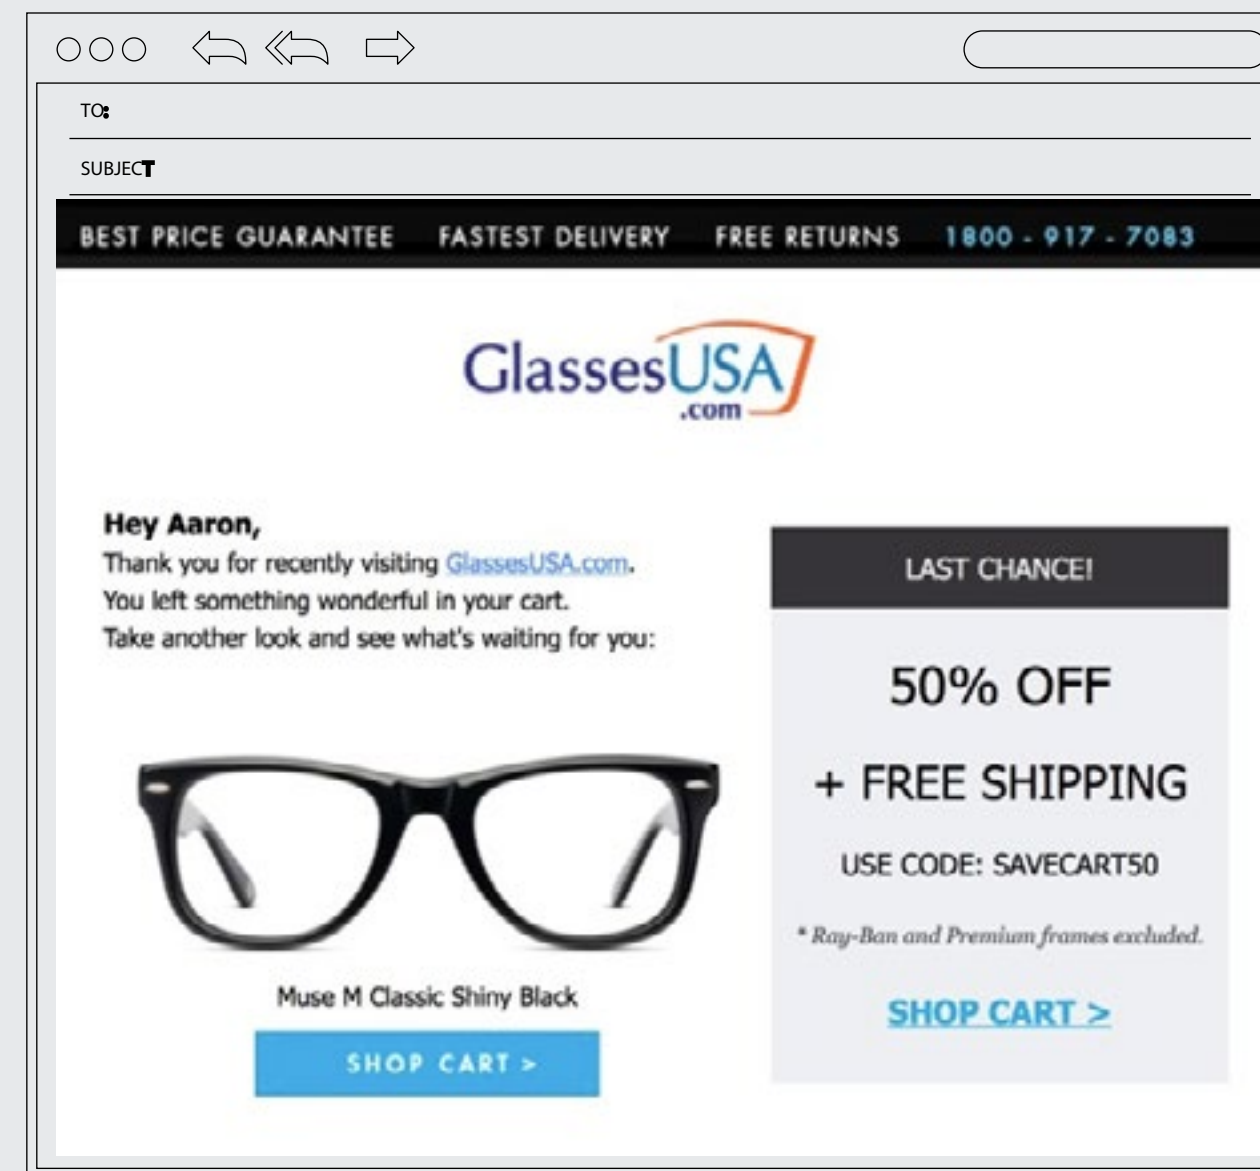 TO:
SUBJECT
BEST PRICE GUARANTEE FASTEST DELIVERY FREE RETURNS 1800 - 917 - 7083
GlassesUSA
.com
Hey Aaron,
Thank you for recently visiting GlassesUSA.com.
You left something wonderful in your cart.
Take another look and see what's waiting for you:
Muse M Classic Shiny Black
SHOP CART >
LAST CHANCE!
50% OFF
+ FREE SHIPPING
USE CODE: SAVECART50
* Ray-Ban and Premium frames excluded.
SHOP CART >